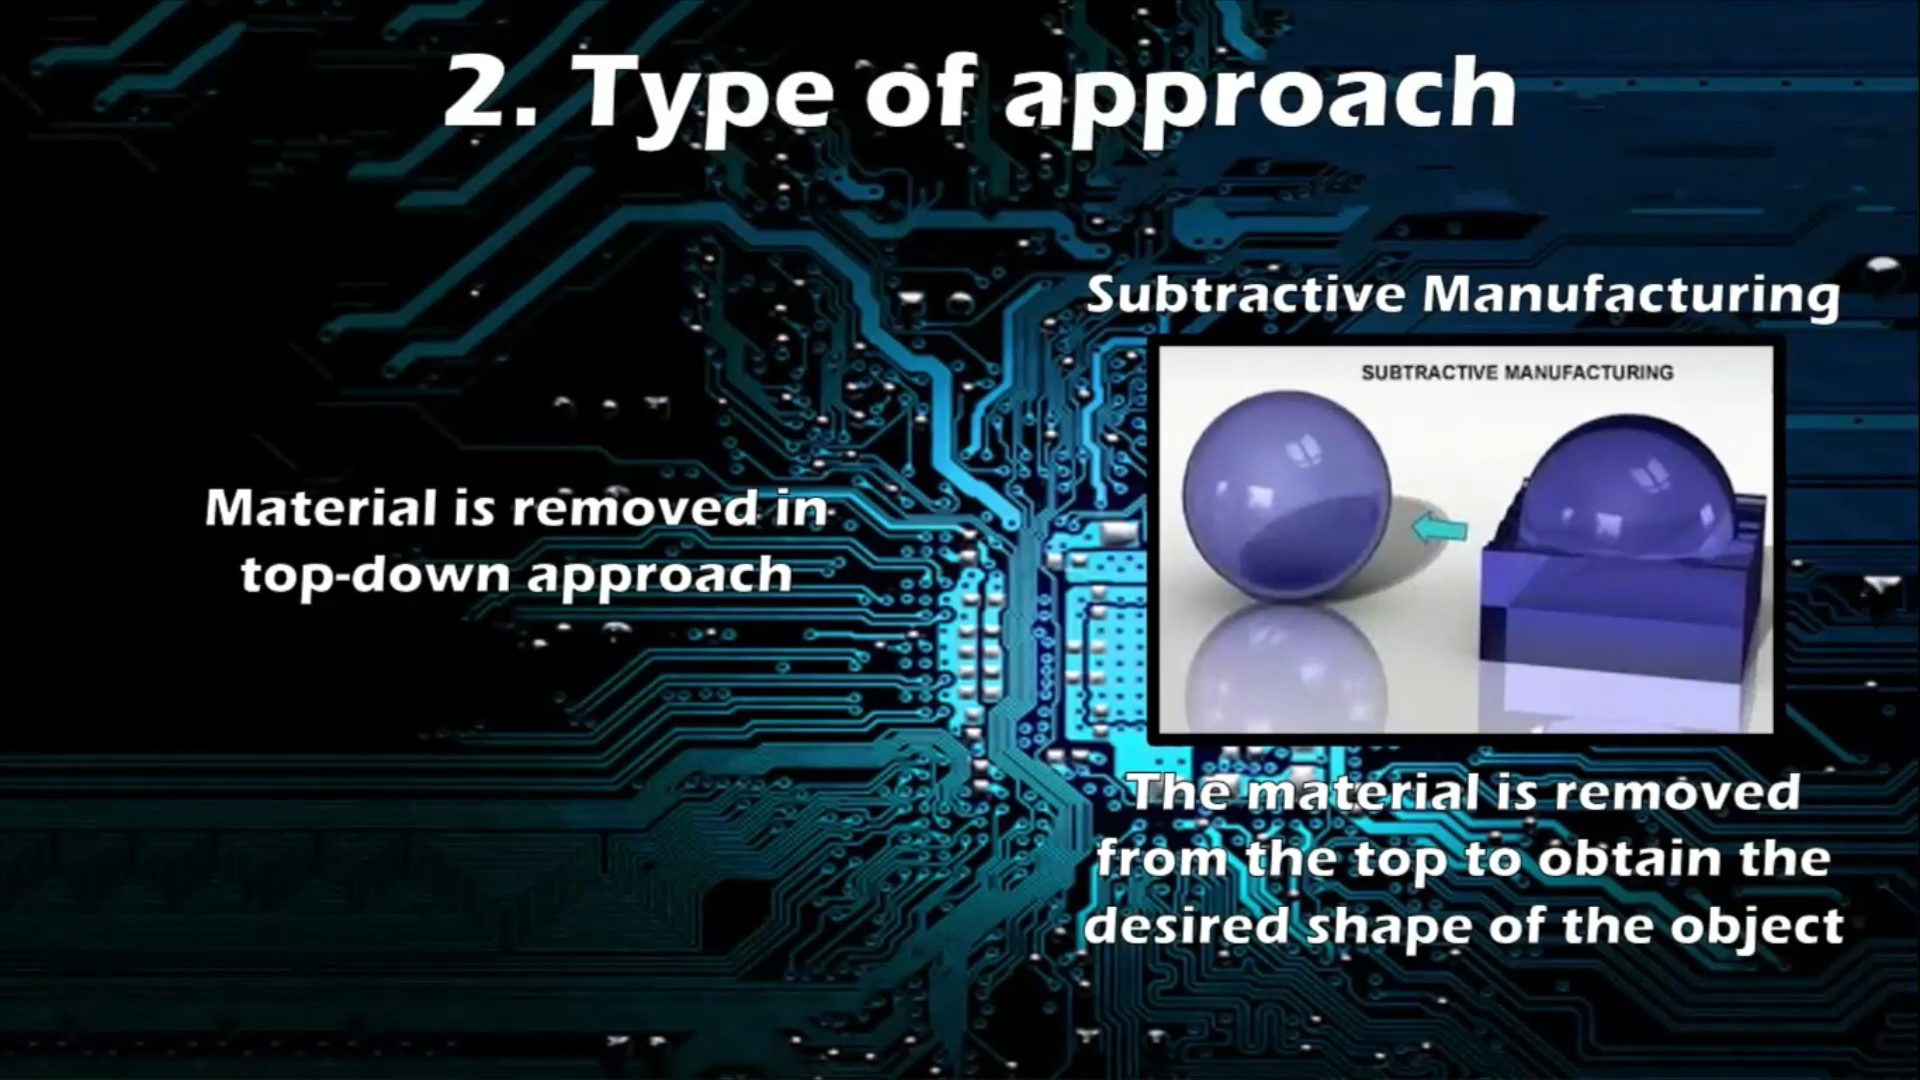 2. Type of approach
Material is removed in
top-down approach
Subtractive Manufacturing
SUBTRACTIVE MANUFACTURING
The material is removed
from the top to obtain the
desired shape of the object